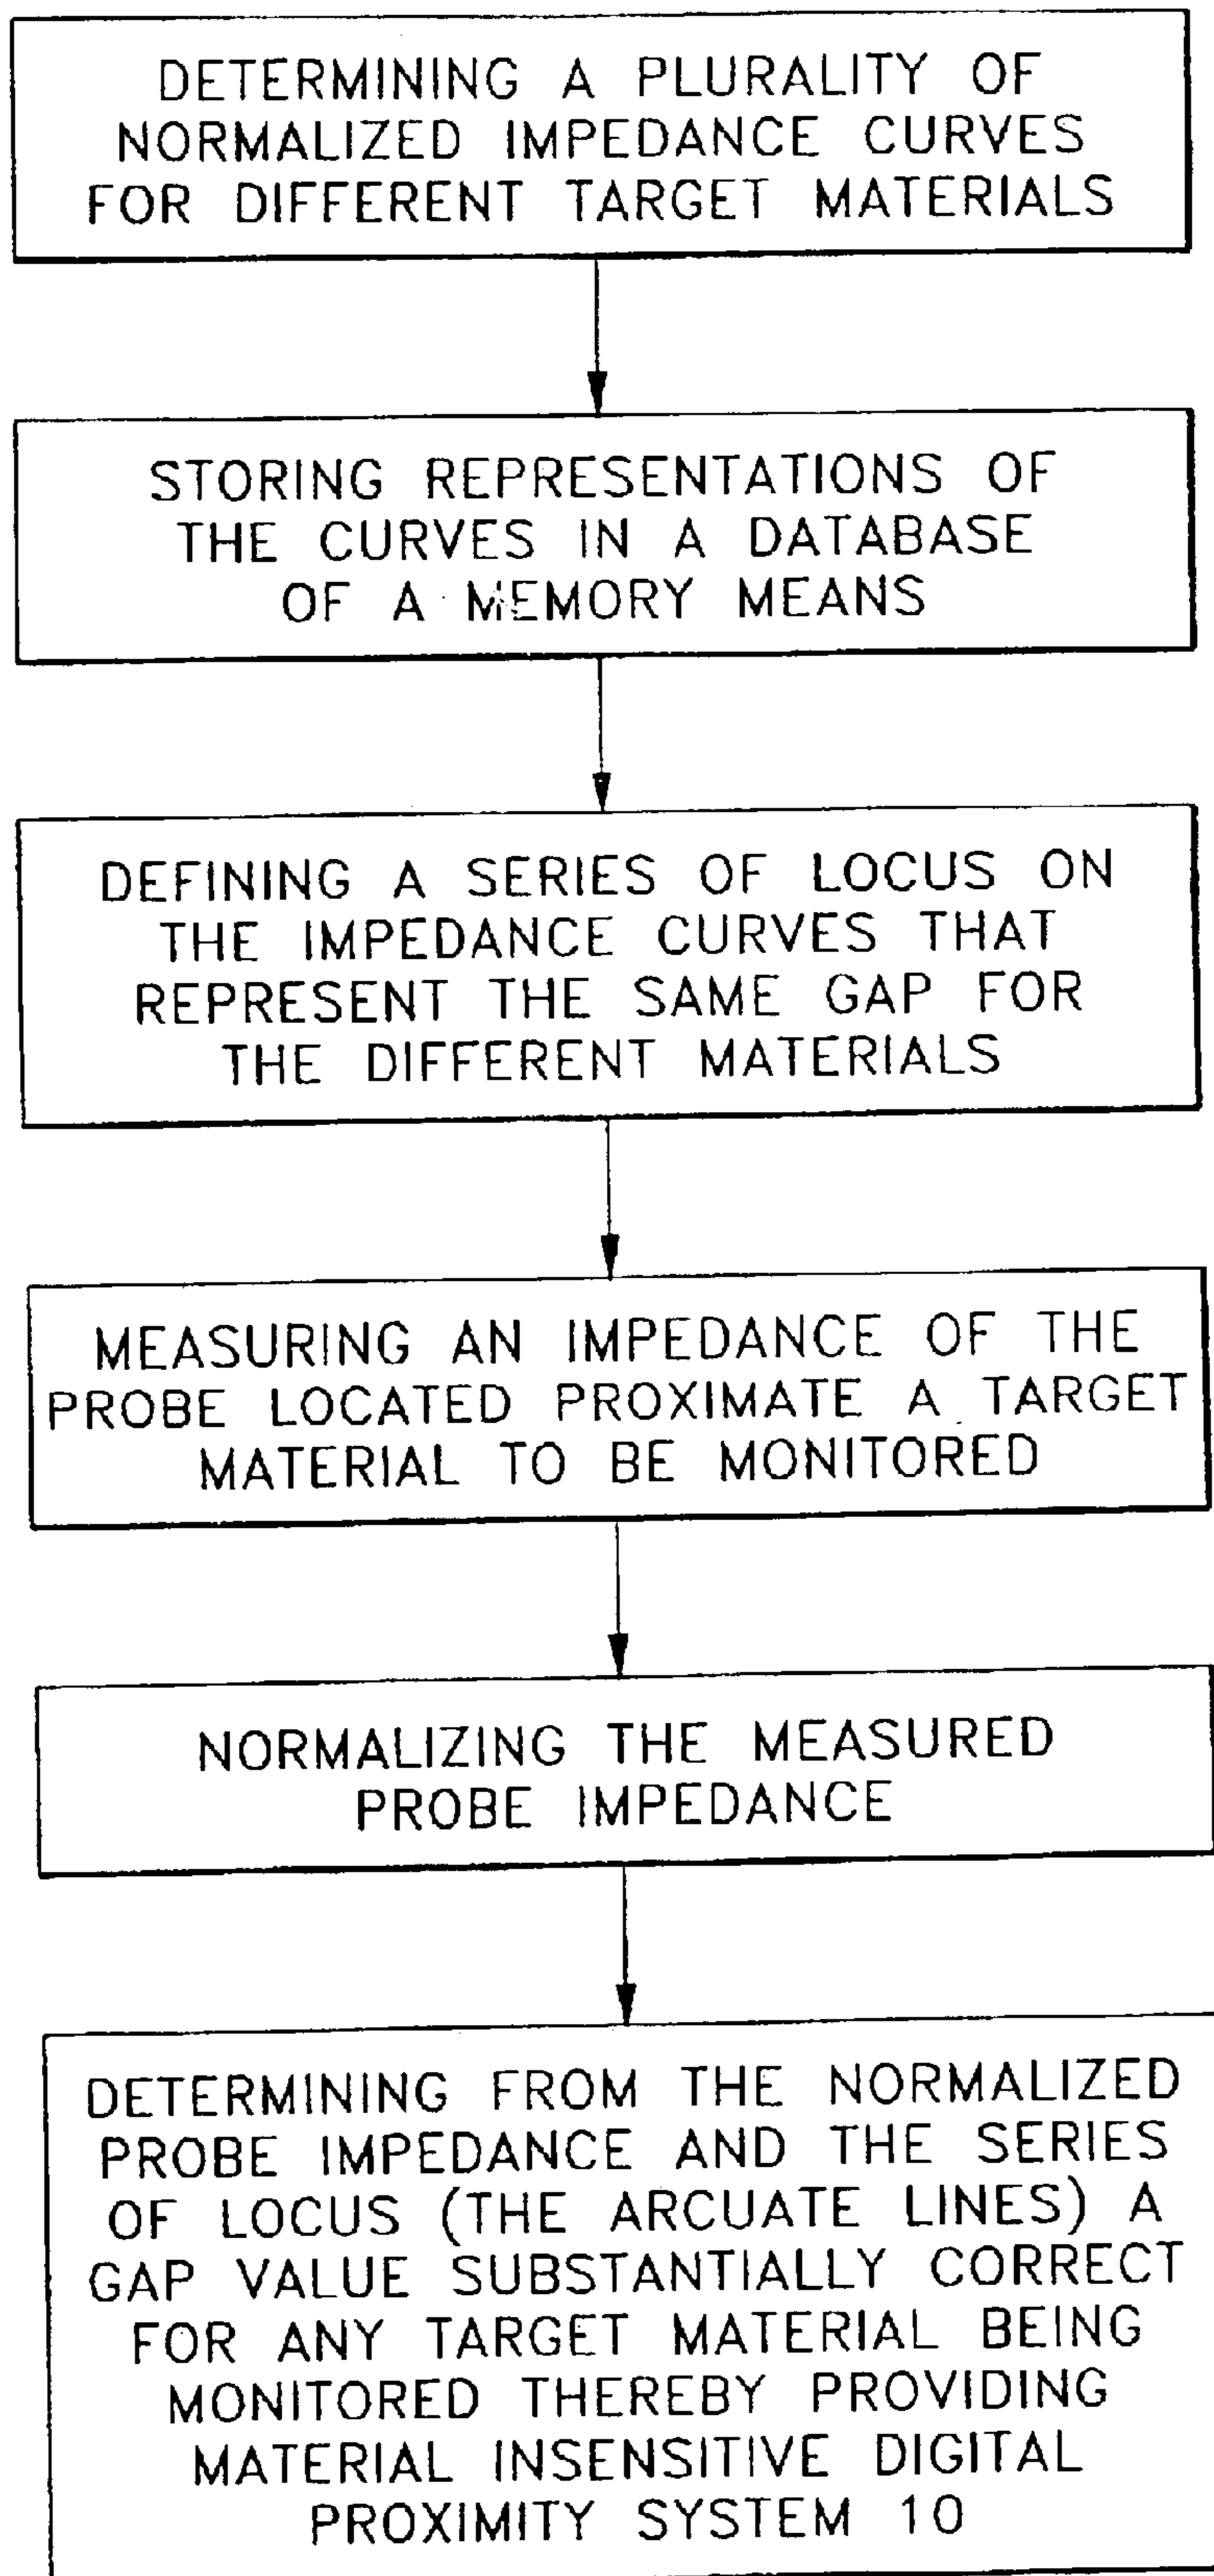 DETERMINING A PLURALITY OF
NORMALIZED IMPEDANCE CURVES
FOR DIFFERENT TARGET MATERIALS
STORING REPRESENTATIONS OF
THE CURVES IN A DATABASE
OF A MEMORY MEANS
DEFINING A SERIES OF LOCUS ON
THE IMPEDANCE CURVES THAT
REPRESENT THE SAME GAP FOR
THE DIFFERENT MATERIALS
MEASURING AN IMPEDANCE OF THE
PROBE LOCATED PROXIMATE A TARGET
MATERIAL TO BE MONITORED
NORMALIZING THE MEASURED
PROBE IMPEDANCE
DETERMINING FROM THE NORMALIZED
PROBE IMPEDANCE AND THE SERIES
OF LOCUS (THE ARCUATE LINES) A
GAP VALUE SUBSTANTIALLY CORRECT
FOR ANY TARGET MATERIAL BEING
MONITORED THEREBY PROVIDING
MATERIAL INSENSITIVE DIGITAL
PROXIMITY SYSTEM 10